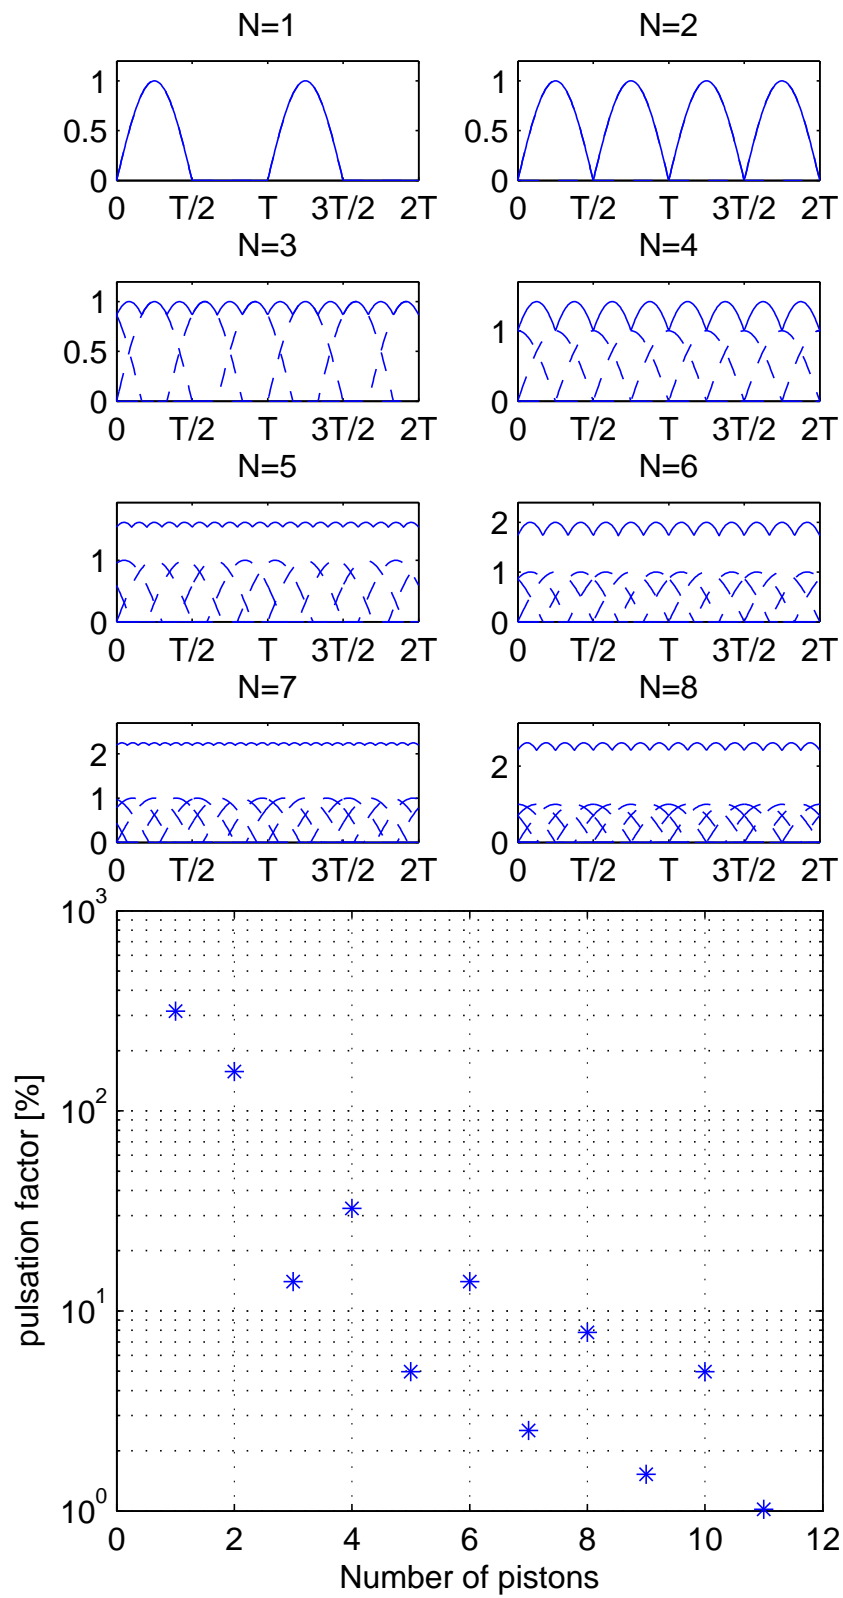 N=1 N=2
1 1
0.5 0.5
0 0
0 T/2 T 3T/2 2T 0 T/2 T 3T/2 2T
N=3 N=4
1
1
0.5
0 0
0 T/2 T 3T/2 2T 0 T/2 T 3T/2 2T
N=5 N=6
2
1 1
0 0
0 T/2 T 3T/2 2T 0 T/2 T 3T/2 2T
N=7 N=8
2 2
1 1
0 0
0 T/2 T 3T/2 2T 0 T/2 T 3T/2 2T
10^3
10^2
10^1
10^0
pulsation factor [%]
0 2 4 6 8 10 12
Number of pistons